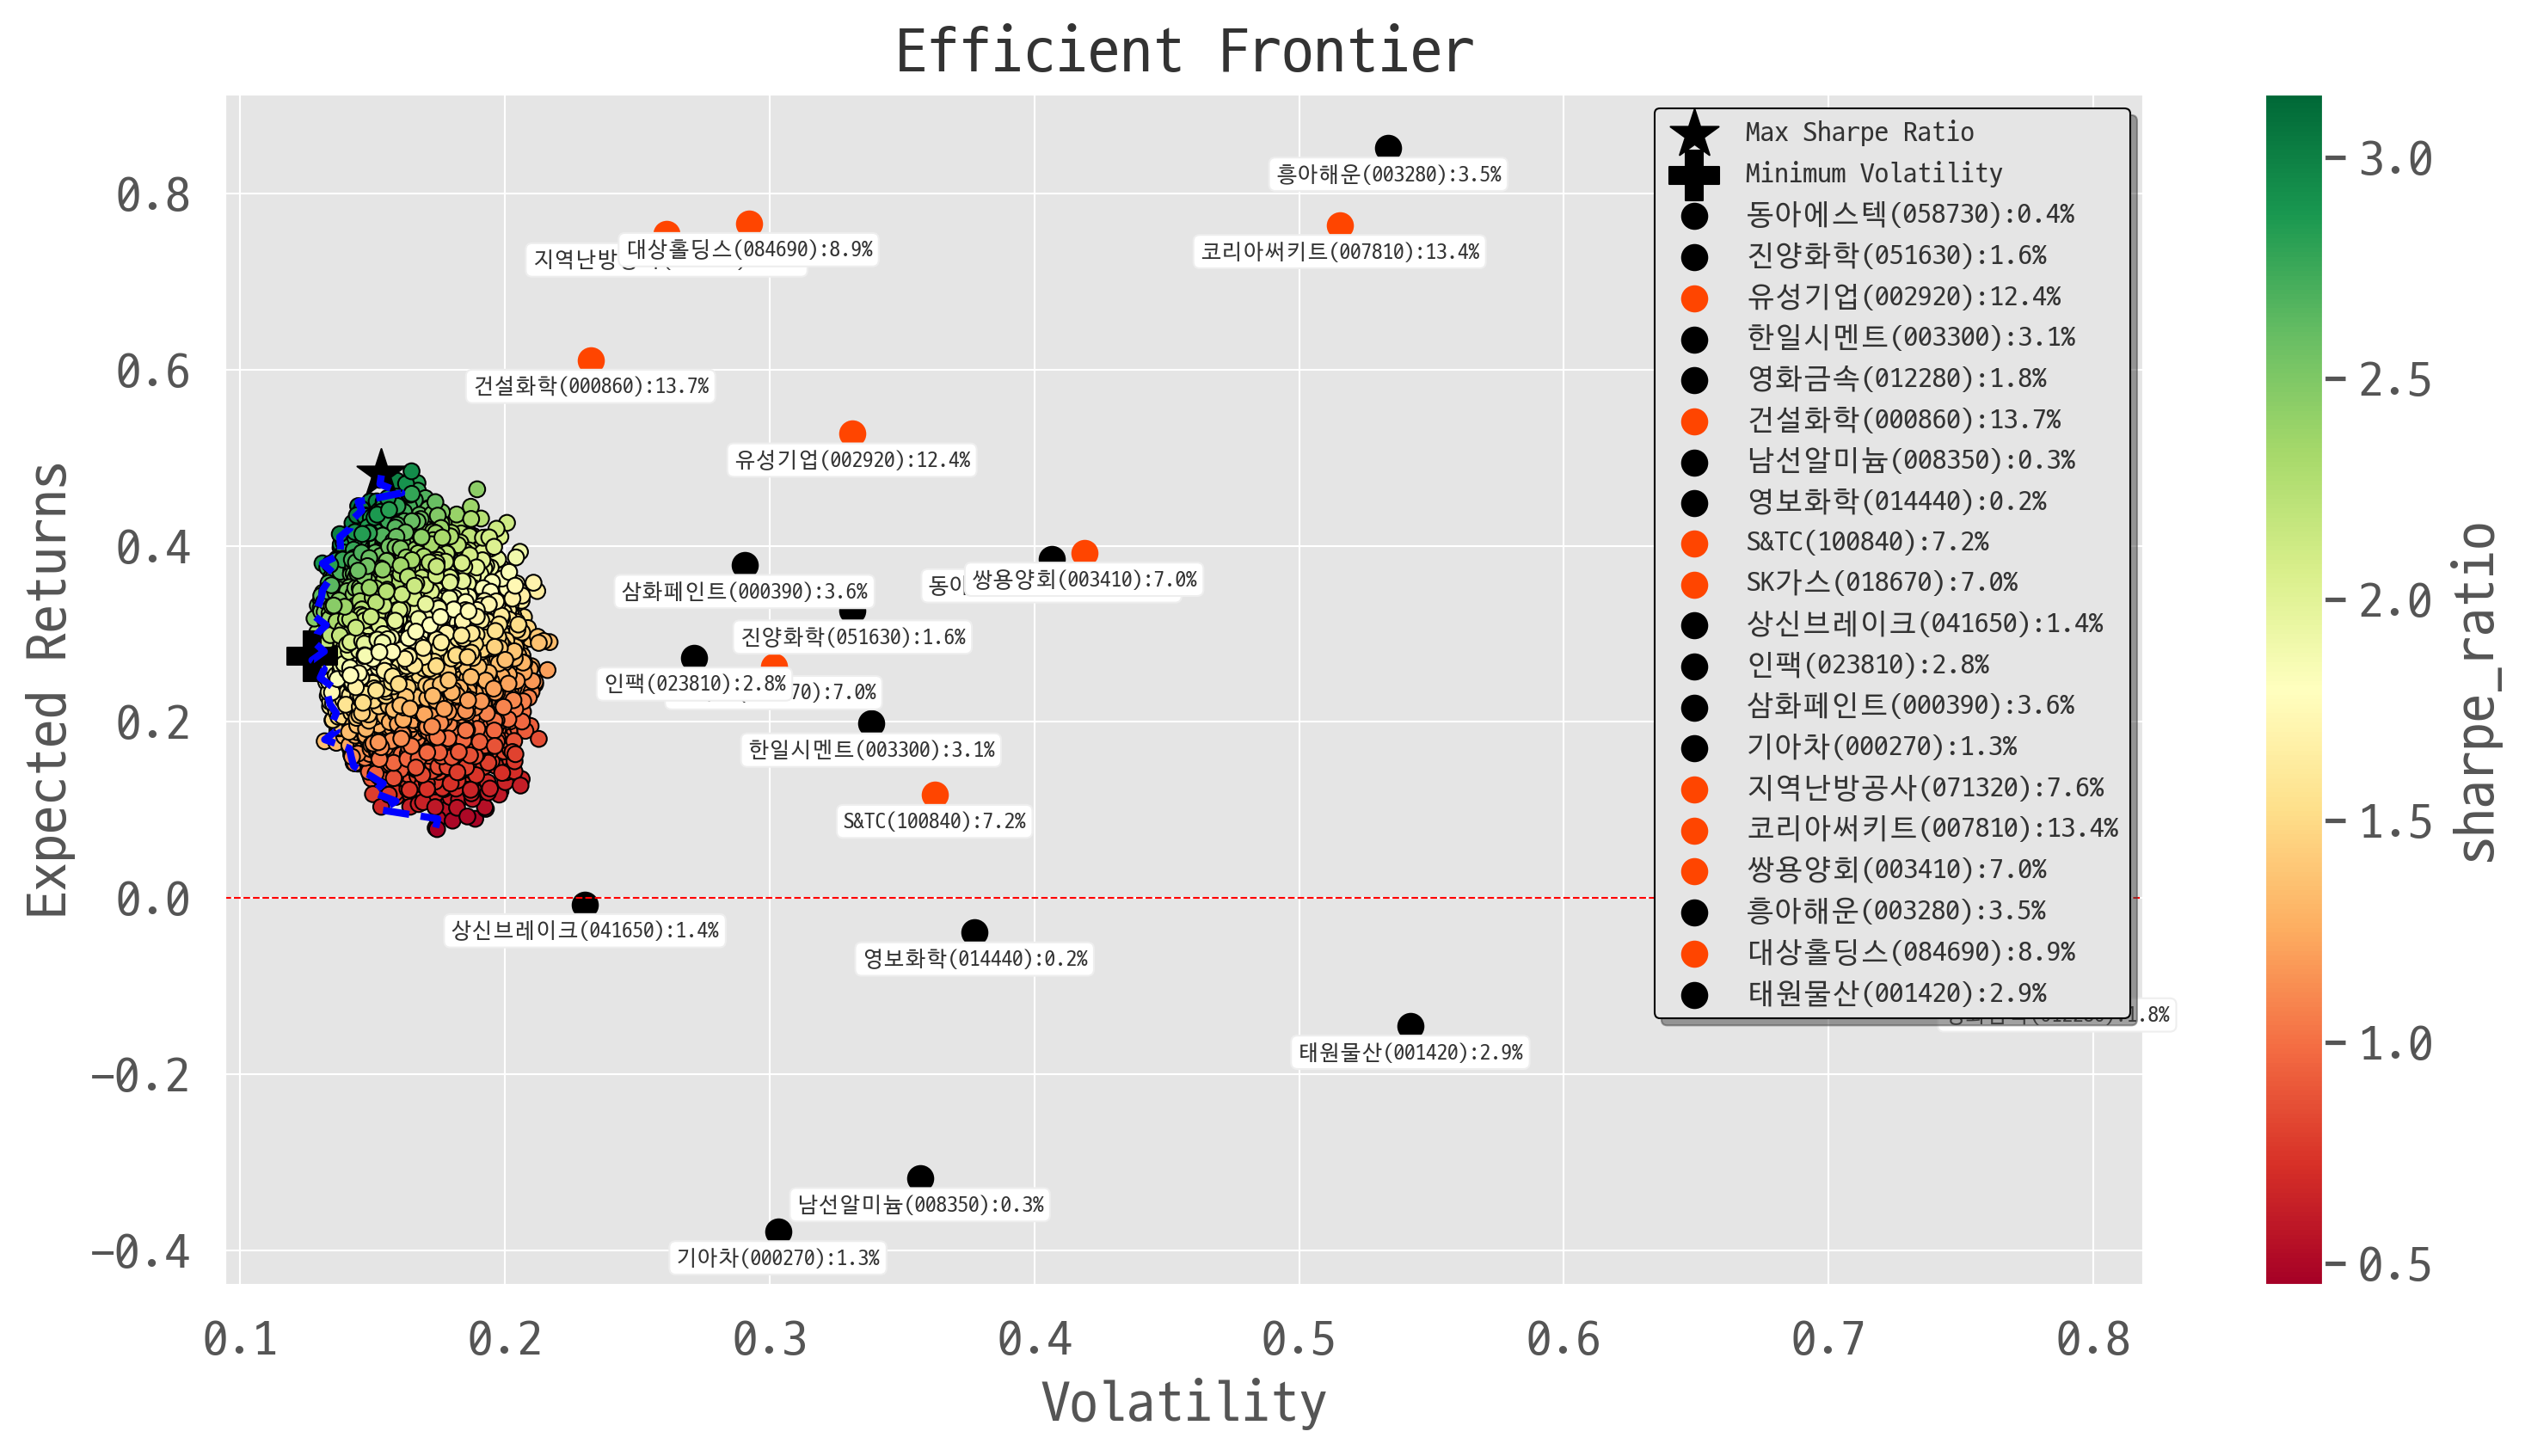 Efficient Frontier
Expected Returns
0.8
0.6
0.4
0.2
0.0
−0.2
−0.4
흥아해운(003280):3.5%
지역난방
대상홀딩스(084690):8.9%
코리아써키트(007810):13.4%
건설화학(000860):13.7%
유성기업(002920):12.4%
삼화페인트(000390):3.6%
동아
쌍용양회(003410):7.0%
진양화학(051630):1.6%
인팩(023810):2.8%
70):7.0%
한일시멘트(003300):3.1%
S&TC(100840):7.2%
상신브레이크(041650):1.4%
영보화학(014440):0.2%
1.8%
태원물산(001420):2.9%
남선알미늄(008350):0.3%
기아차(000270):1.3%
Max Sharpe Ratio
Minimum Volatility
동아에스텍(058730):0.4%
진양화학(051630):1.6%
유성기업(002920):12.4%
한일시멘트(003300):3.1%
영화금속(012280):1.8%
건설화학(000860):13.7%
남선알미늄(008350):0.3%
영보화학(014440):0.2%
S&TC(100840):7.2%
SK가스(018670):7.0%
상신브레이크(041650):1.4%
인팩(023810):2.8%
삼화페인트(000390):3.6%
기아차(000270):1.3%
지역난방공사(071320):7.6%
코리아써키트(007810):13.4%
쌍용양회(003410):7.0%
흥아해운(003280):3.5%
대상홀딩스(084690):8.9%
태원물산(001420):2.9%
0.1 0.2 0.3 0.4 0.5 0.6 0.7 0.8
Volatility
3.0
2.5
2.0
1.5
1.0
0.5
sharpe_ratio